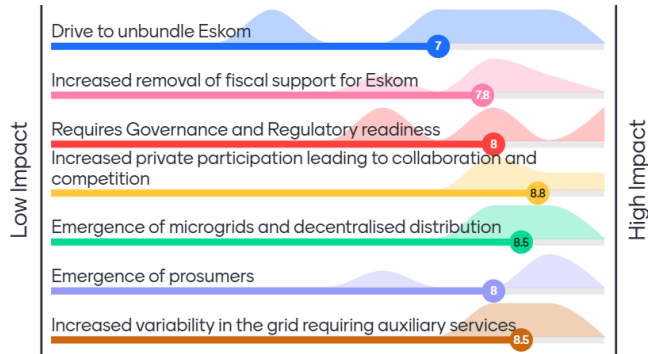 Drive to unbundle Eskom
7
Increased removal of fiscal support for Eskom
7.8
Requires Governance and Regulatory readiness
8
Increased private participation leading to collaboration and
competition
8.8
Emergence of microgrids and decentralised distribution
8.5
Emergence of prosumers
8
Increased variability in the grid requiring auxiliary services
8.5
Low Impact
High Impact